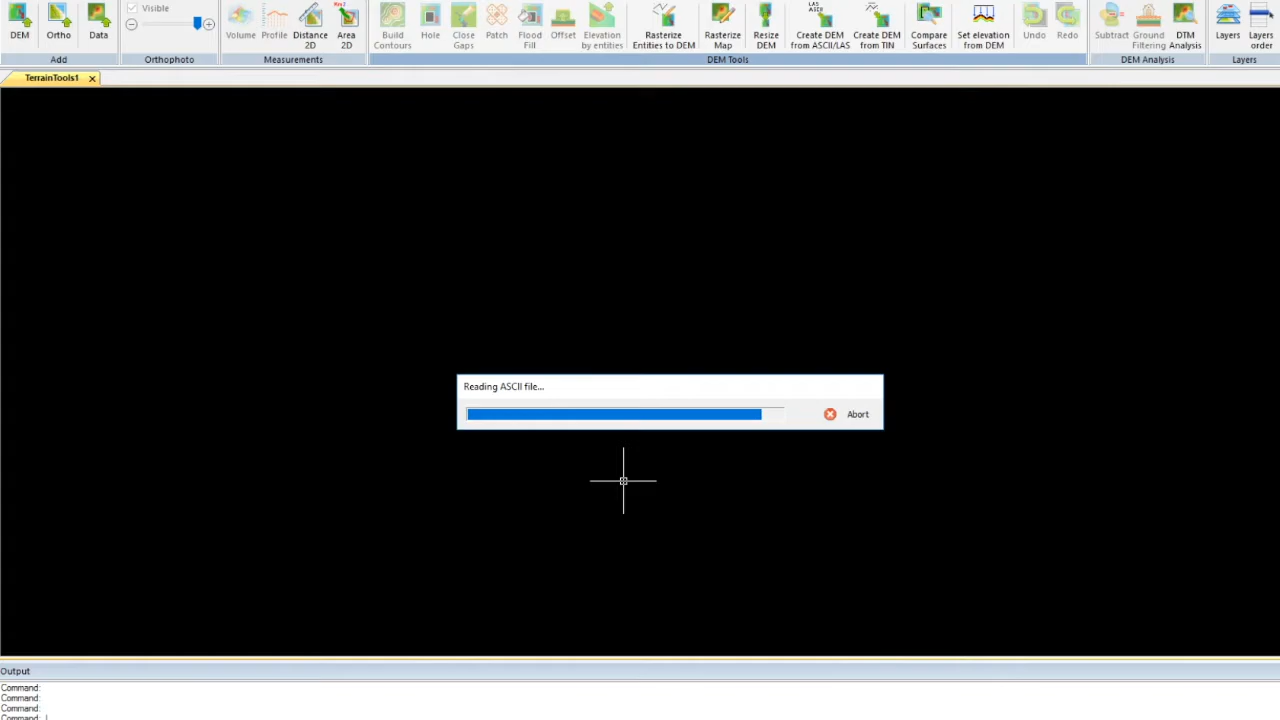 DEM
Ortho
Data
Add
Visible
Orthophoto
Volume
Profile
Distance
2D
Area
2D
Measurements
Build
Contours
Hole
Close
Gaps
Patch
Flood
Fill
Offset
Elevation
by entities
Rasterize
Entities to DEM
Rasterize
Map
Resize
DEM
LAS
ASCII
Create DEM
from ASCII/LAS
Create DEM
from TIN
Compare
Surfaces
Set elevation
from DEM
Undo
Redo
DEM Tools
Subtract
Ground
Filtering
DTM
Analysis
DEM Analysis
Layers
Layers
order
Layers
TerrainTools1
Reading ASCII file...
Abort
Output
Command:
Command:
Command:
Command: